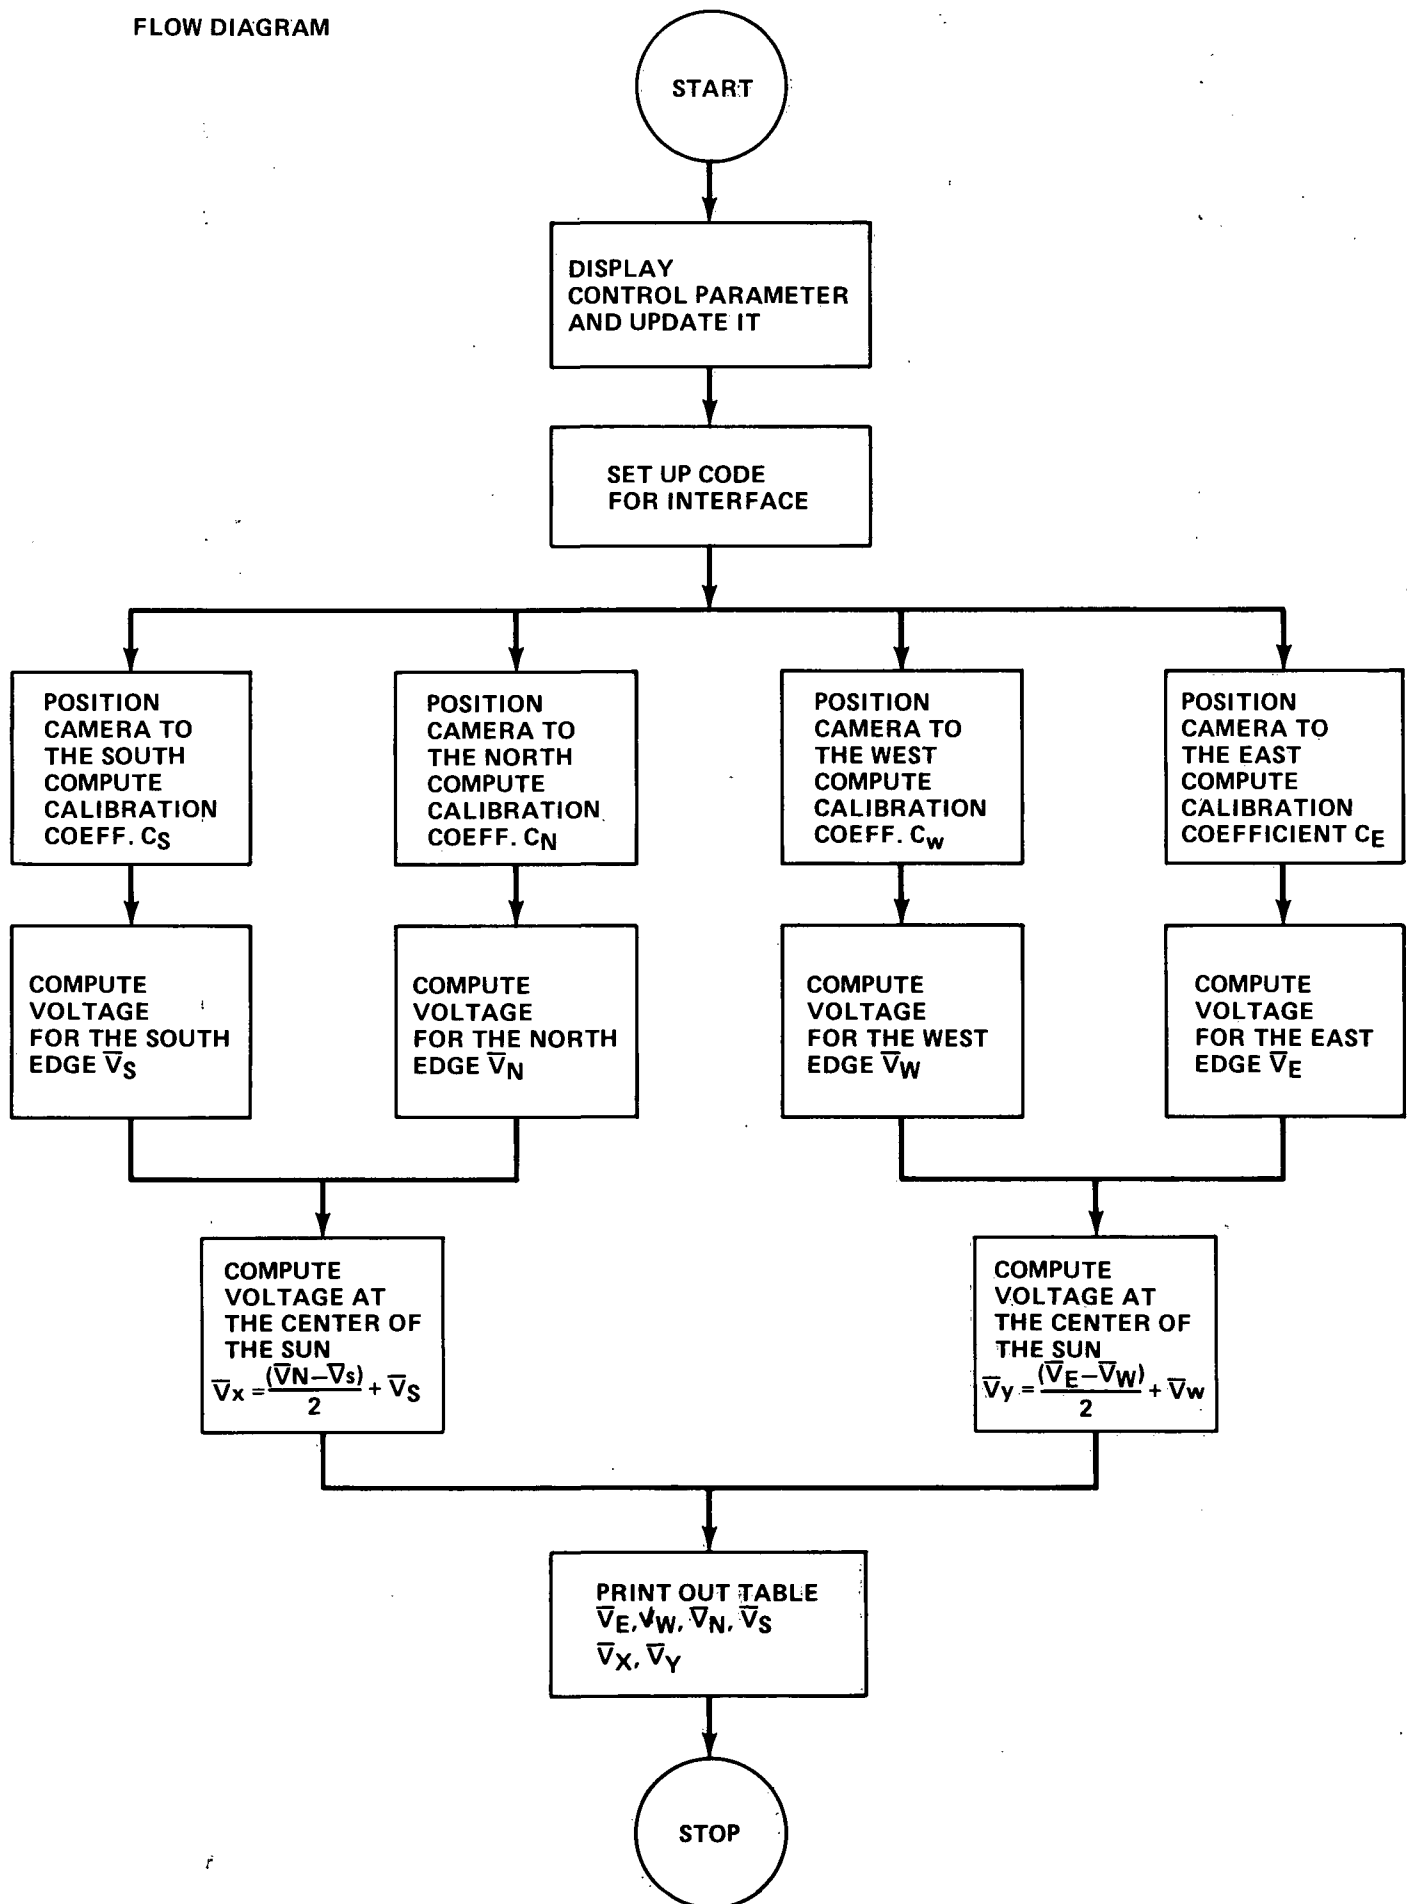 FLOW DIAGRAM
START
DISPLAY
CONTROL PARAMETER
AND UPDATE IT
SET UP CODE
FOR INTERFACE
POSITION
CAMERA TO
THE SOUTH
COMPUTE
CALIBRATION
COEFF. CS
POSITION
CAMERA TO
THE NORTH
COMPUTE
CALIBRATION
COEFF. CN
POSITION
CAMERA TO
THE WEST
COMPUTE
CALIBRATION
COEFF. Cw
POSITION
CAMERA TO
THE EAST
COMPUTE
CALIBRATION
COEFFICIENT CE
COMPUTE
VOLTAGE
FOR THE SOUTH
EDGE V̅S
COMPUTE
VOLTAGE
FOR THE NORTH
EDGE V̅N
COMPUTE
VOLTAGE
FOR THE WEST
EDGE V̅W
COMPUTE
VOLTAGE
FOR THE EAST
EDGE V̅E
COMPUTE
VOLTAGE AT
THE CENTER OF
THE SUN
V̅x = (V̅N–V̅s)/2 + V̅S
COMPUTE
VOLTAGE AT
THE CENTER OF
THE SUN
V̅y = (V̅E–V̅W)/2 + V̅w
PRINT OUT TABLE
V̅E, VW, V̅N, V̅S
V̅X, V̅Y
STOP